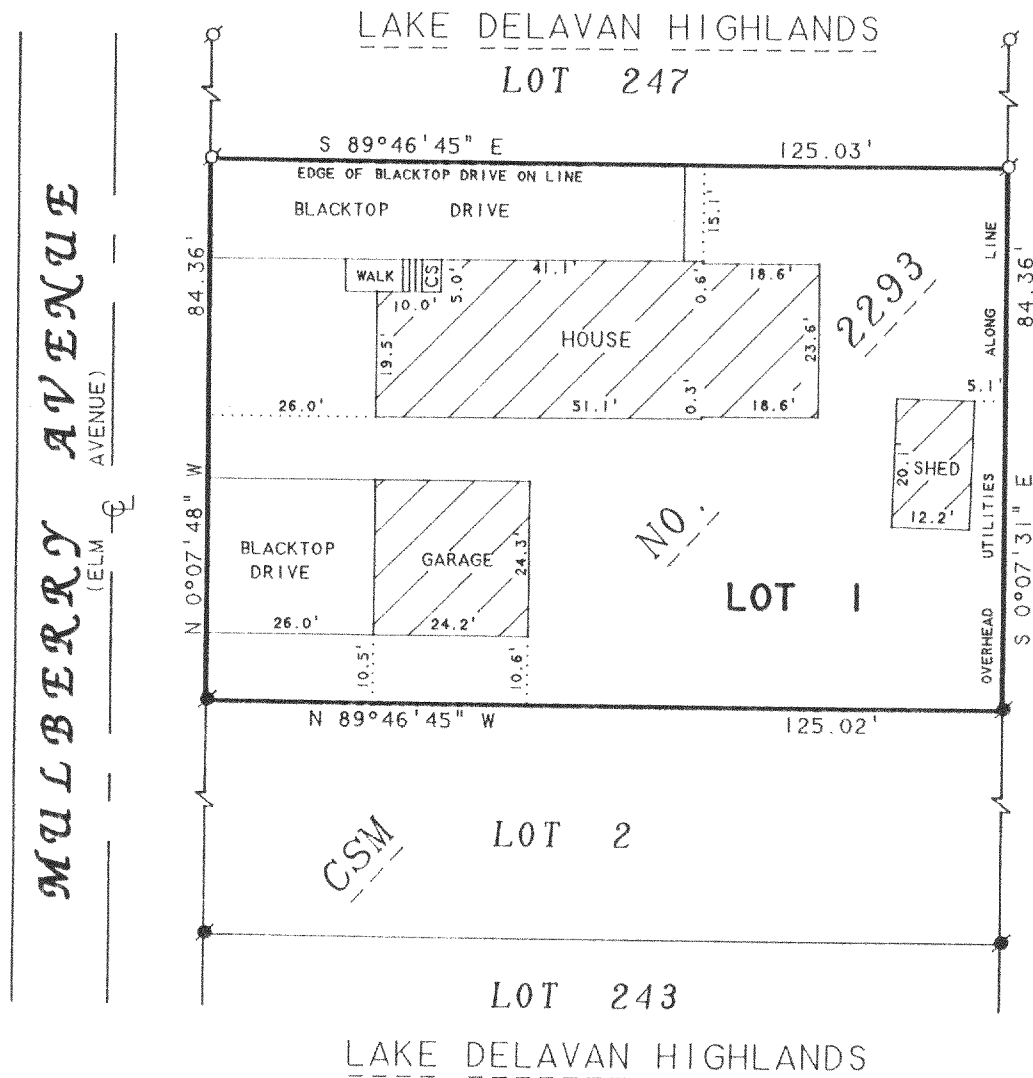 LAKE DELAVAN HIGHLANDS
LOT 247
S 89°46'45" E
125.03'
EDGE OF BLACKTOP DRIVE ON LINE
BLACKTOP DRIVE
15.1'
84.36'
WALK
CS
5.0'
41.1'
0.6'
18.6'
10.0'
19.5'
HOUSE
23.6'
2293
OVERHEAD UTILITIES ALONG LINE
84.36'
26.0'
51.1'
0.3'
18.6'
5.1'
MULBERRY AVENUE
(ELM AVENUE)
℄
N 0°07'48" W
BLACKTOP
DRIVE
GARAGE
24.3'
26.0'
24.2'
10.5'
10.6'
NO.
20.1'
SHED
12.2'
LOT 1
S 0°07'31" E
N 89°46'45" W
125.02'
CSM
LOT 2
LOT 243
LAKE DELAVAN HIGHLANDS